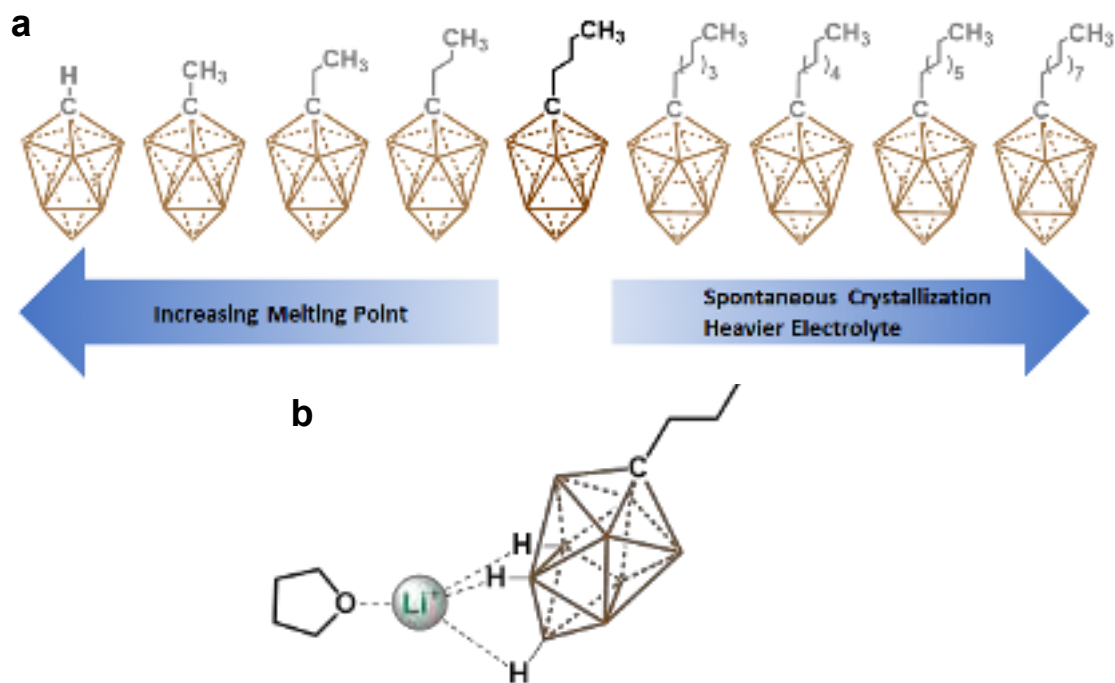 a
H CH3 CH3 CH3 CH3 CH3 CH3 CH3 CH3
3 4 5 7
C C C C C C C C C
Increasing Melting Point
Spontaneous Crystallization
Heavier Electrolyte
b
C
H
H
O Li+
H